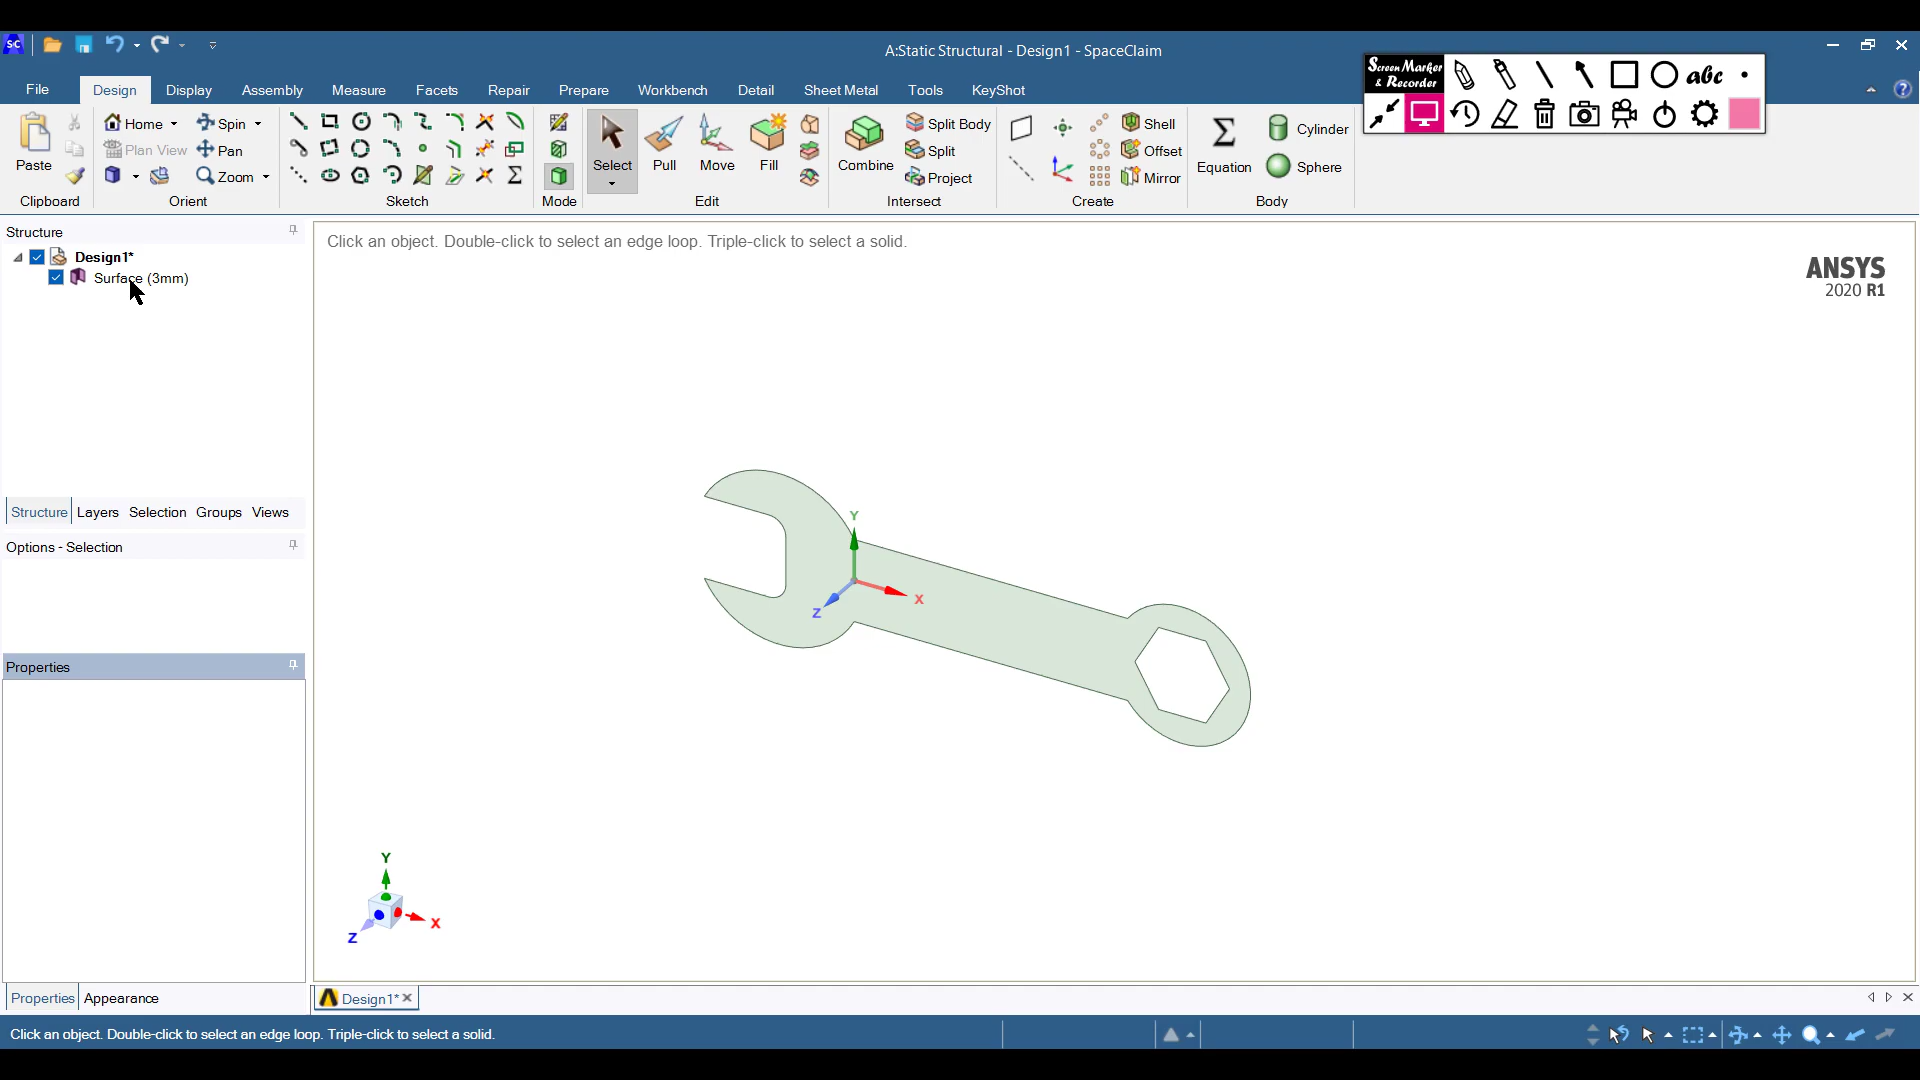 SC
A:Static Structural - Design1 - SpaceClaim
Screen Marker & Recorder
abc
File Design Display Assembly Measure Facets Repair Prepare Workbench Detail Sheet Metal Tools KeyShot
Paste
Clipboard
Home
Plan View
Spin
Pan
Zoom
Orient
Sketch
Mode
Select
Pull
Move
Fill
Edit
Combine
Split Body
Split
Project
Intersect
Shell
Offset
Mirror
Create
Equation
Cylinder
Sphere
Body
Structure
Design1*
Surface (3mm)
Structure Layers Selection Groups Views
Options - Selection
Properties
Properties Appearance
Click an object. Double-click to select an edge loop. Triple-click to select a solid.
ANSYS
2020 R1
Y
X
Z
Y
X
Z
Design1*
Click an object. Double-click to select an edge loop. Triple-click to select a solid.